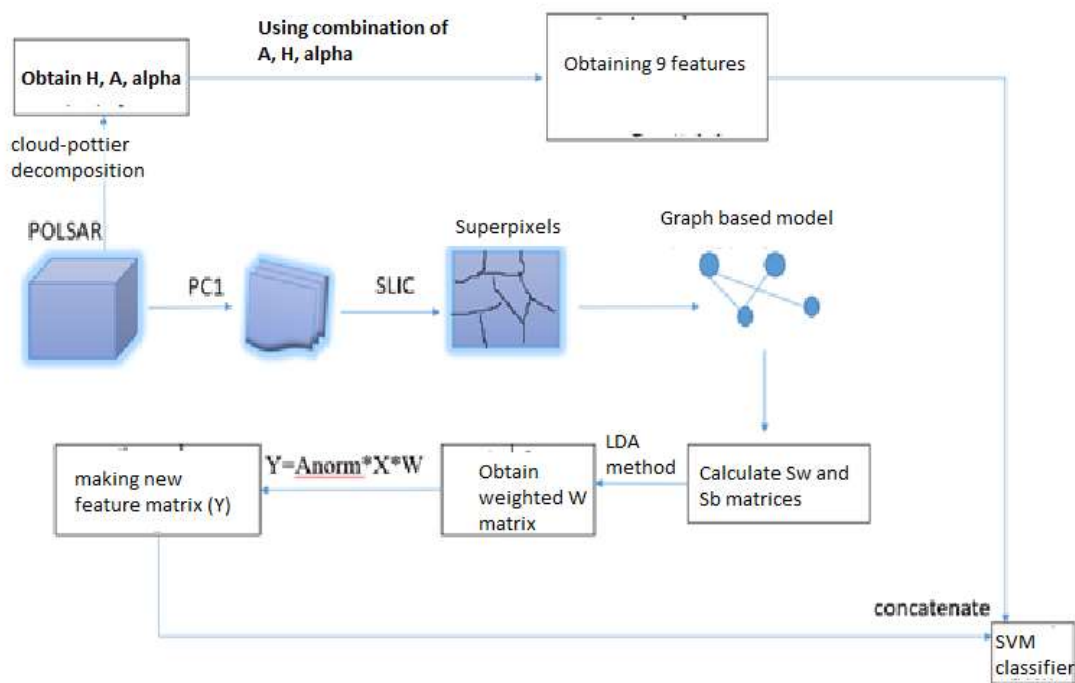 Using combination of
A, H, alpha
Obtain H, A, alpha
Obtaining 9 features
cloud-pottier
decomposition
POLSAR
PC1
SLIC
Superpixels
Graph based model
making new
feature matrix (Y)
Y=Anorm*X*W
Obtain
weighted W
matrix
LDA
method
Calculate Sw and
Sb matrices
concatenate
SVM
classifier